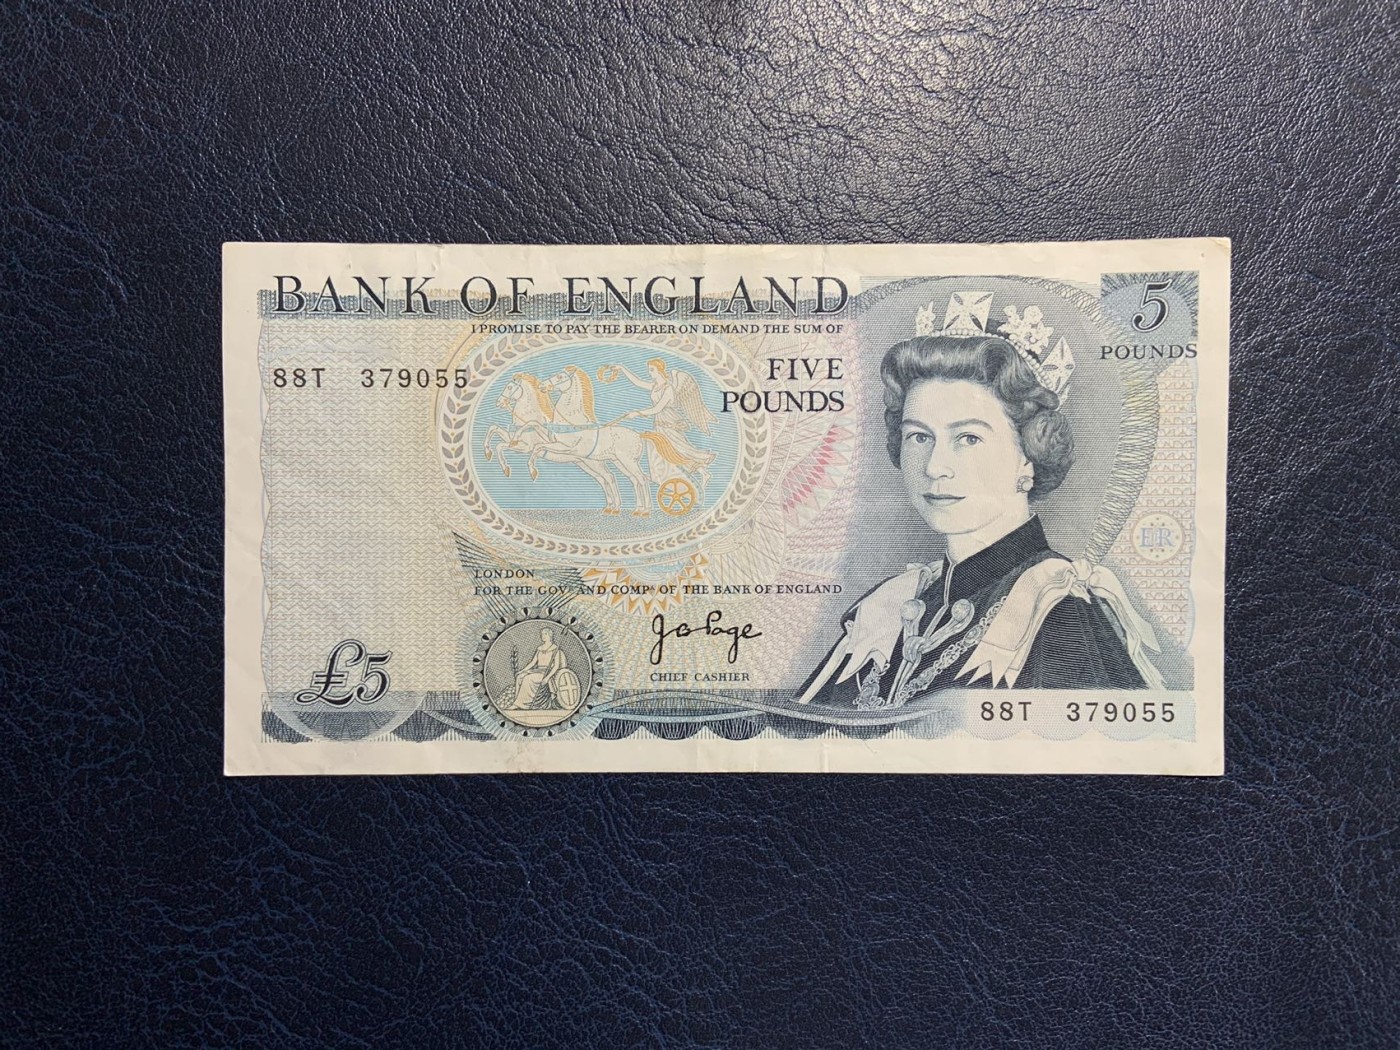 BANK OF ENGLAND
I PROMISE TO PAY THE BEARER ON DEMAND THE SUM OF
FIVE
POUNDS
5
POUNDS
88T 379055
ER
LONDON
FOR THE GOVR AND COMPA OF THE BANK OF ENGLAND
J B Page
CHIEF CASHIER
£5
88T 379055